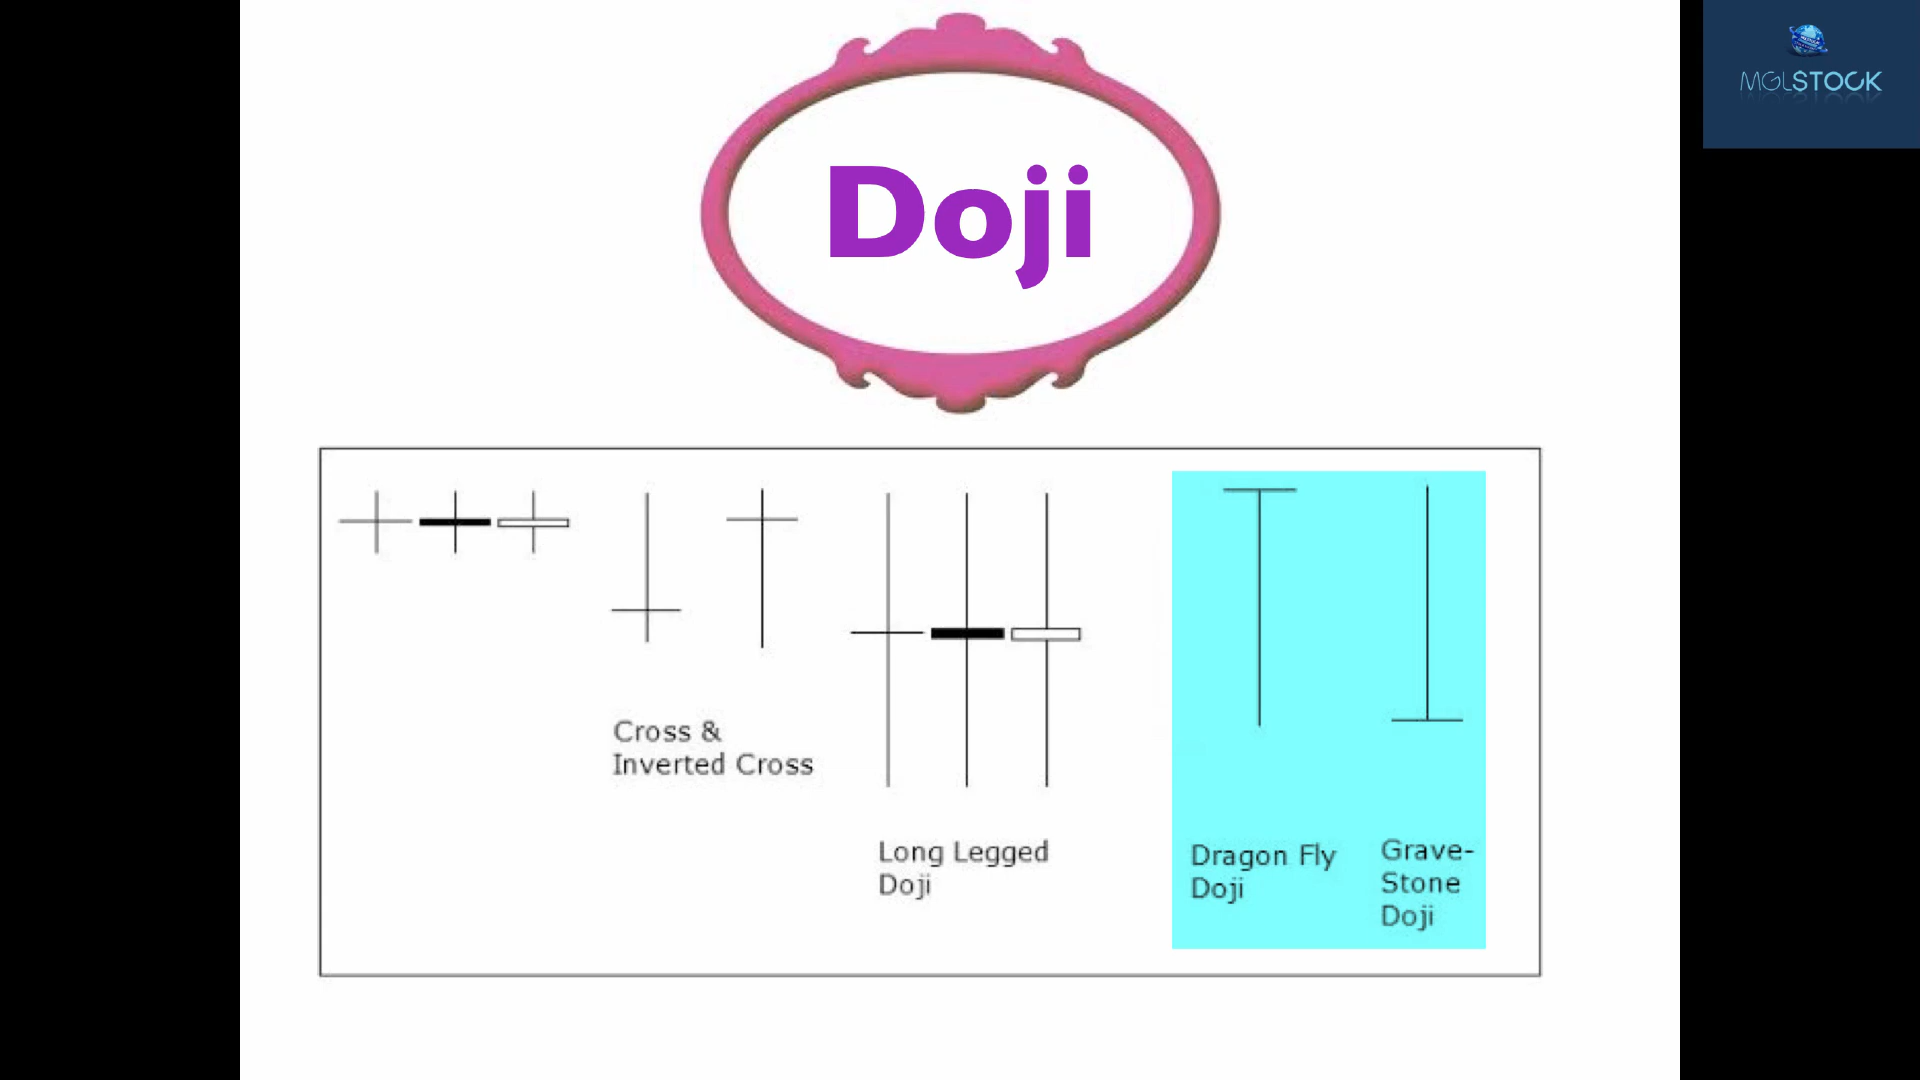 MGLSTOCK
Doji
Cross &
Inverted Cross
Long Legged
Doji
Dragon Fly
Doji
Grave-
Stone
Doji